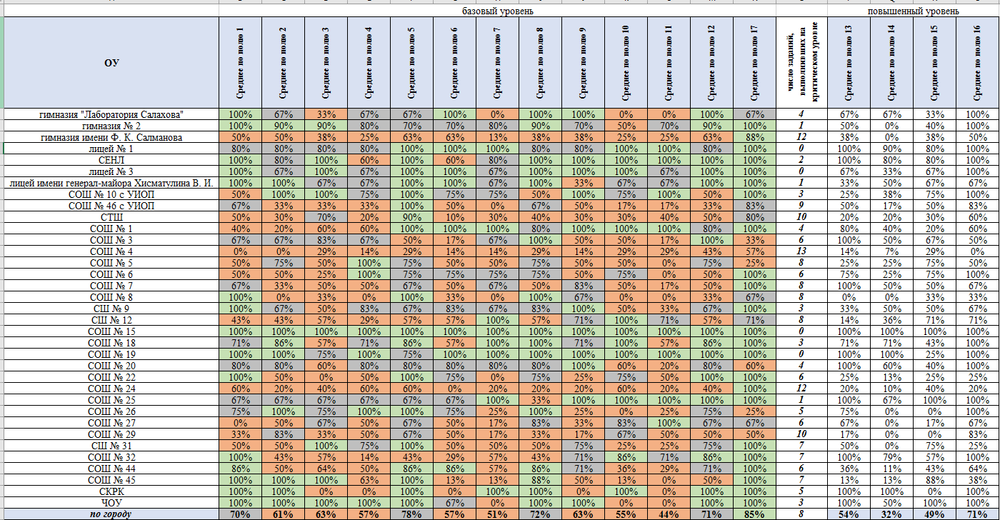 базовый уровень повышенный уровень
ОУ Среднее по полю 1 Среднее по полю 2 Среднее по полю 3 Среднее по полю 4 Среднее по полю 5 Среднее по полю 6 Среднее по полю 7 Среднее по полю 8 Среднее по полю 9 Среднее по полю 10 Среднее по полю 11 Среднее по полю 12 Среднее по полю 17 число заданий, выполнивших на критическом уровне Среднее по полю 13 Среднее по полю 14 Среднее по полю 15 Среднее по полю 16
гимназия "Лаборатория Салахова" 100% 67% 33% 67% 67% 100% 0% 100% 100% 0% 0% 100% 67% 4 67% 67% 33% 100%
гимназия № 2 100% 90% 90% 80% 70% 70% 80% 90% 70% 50% 70% 90% 100% 1 50% 0% 40% 100%
гимназия имени Ф. К. Салманова 50% 50% 38% 25% 63% 63% 13% 38% 38% 25% 25% 63% 88% 12 38% 0% 38% 50%
лицей № 1 80% 80% 80% 80% 100% 100% 100% 80% 80% 100% 100% 80% 100% 0 100% 90% 80% 100%
СЕНЛ 100% 80% 100% 60% 100% 60% 80% 100% 100% 100% 100% 100% 100% 2 100% 80% 80% 100%
лицей № 3 100% 67% 100% 67% 100% 100% 67% 100% 100% 100% 67% 100% 100% 0 67% 33% 67% 100%
лицей имени генерал-майора Хисматулина В. И. 100% 100% 67% 67% 100% 100% 67% 100% 33% 67% 67% 100% 100% 1 33% 50% 67% 67%
СОШ № 10 с УИОП 50% 100% 100% 75% 100% 75% 75% 50% 100% 75% 100% 50% 100% 3 25% 38% 75% 100%
СОШ № 46 с УИОП 67% 33% 33% 33% 100% 50% 0% 67% 50% 17% 17% 33% 83% 9 50% 17% 50% 83%
СТШ 50% 30% 70% 20% 90% 10% 30% 40% 30% 30% 40% 50% 80% 10 20% 20% 30% 60%
СОШ № 1 40% 20% 60% 60% 100% 100% 100% 80% 100% 100% 100% 80% 100% 4 80% 40% 20% 60%
СОШ № 3 67% 67% 83% 67% 50% 17% 67% 100% 50% 50% 17% 100% 33% 6 100% 50% 67% 50%
СОШ № 4 0% 0% 29% 14% 29% 14% 14% 29% 14% 29% 29% 43% 57% 13 14% 7% 29% 0%
СОШ № 5 50% 75% 50% 100% 75% 50% 50% 75% 50% 50% 0% 75% 25% 8 25% 25% 75% 50%
СОШ № 6 50% 50% 25% 100% 75% 75% 75% 75% 50% 75% 0% 50% 100% 6 75% 25% 75% 100%
СОШ № 7 67% 33% 50% 50% 67% 50% 67% 50% 83% 50% 17% 50% 100% 8 100% 50% 50% 67%
СОШ № 8 100% 0% 33% 0% 100% 33% 0% 100% 67% 0% 0% 33% 67% 8 0% 0% 33% 33%
СШ № 9 100% 67% 50% 83% 67% 83% 67% 83% 100% 50% 33% 67% 100% 3 33% 50% 50% 67%
СШ № 12 43% 43% 57% 29% 57% 57% 100% 57% 71% 100% 71% 57% 71% 8 14% 36% 71% 71%
СОШ № 15 100% 100% 100% 100% 100% 100% 100% 100% 100% 100% 100% 100% 100% 0 100% 100% 100% 100%
СОШ № 18 71% 86% 57% 71% 86% 57% 100% 100% 71% 100% 57% 86% 100% 3 71% 71% 43% 100%
СОШ № 19 100% 100% 75% 100% 75% 100% 100% 100% 100% 100% 100% 100% 100% 0 100% 100% 25% 100%
СОШ № 20 80% 80% 60% 80% 80% 80% 80% 80% 100% 60% 20% 80% 60% 4 100% 60% 40% 100%
СОШ № 22 100% 50% 0% 50% 100% 75% 0% 75% 25% 75% 50% 100% 100% 6 25% 13% 25% 25%
СОШ № 24 60% 20% 40% 60% 60% 0% 20% 20% 20% 60% 20% 40% 100% 12 20% 10% 40% 20%
СОШ № 25 67% 67% 67% 67% 67% 67% 100% 33% 100% 100% 100% 100% 100% 1 100% 67% 100% 100%
СОШ № 26 75% 100% 75% 100% 100% 75% 25% 100% 25% 0% 25% 75% 25% 5 75% 0% 0% 100%
СОШ № 27 0% 50% 67% 50% 67% 50% 17% 83% 33% 83% 100% 67% 67% 6 67% 0% 17% 67%
СОШ № 29 33% 83% 33% 50% 67% 50% 17% 33% 17% 67% 50% 50% 50% 10 17% 0% 0% 83%
СШ № 31 50% 50% 100% 75% 100% 50% 50% 50% 75% 25% 25% 75% 100% 7 50% 0% 75% 25%
СОШ № 32 100% 43% 57% 14% 43% 29% 57% 43% 71% 86% 71% 86% 100% 7 100% 79% 57% 100%
СОШ № 44 86% 50% 64% 50% 86% 86% 57% 86% 71% 36% 29% 71% 100% 6 36% 11% 43% 64%
СОШ № 45 100% 100% 100% 63% 100% 13% 13% 88% 50% 13% 0% 50% 100% 7 13% 13% 88% 38%
СКРК 100% 100% 0% 0% 100% 0% 100% 100% 0% 100% 0% 100% 100% 5 100% 100% 0% 100%
ЧОУ 100% 100% 100% 100% 100% 67% 0% 100% 100% 0% 0% 100% 100% 3 100% 50% 100% 100%
по городу 70% 61% 63% 57% 78% 57% 51% 72% 63% 55% 44% 71% 85% 8 54% 32% 49% 71%